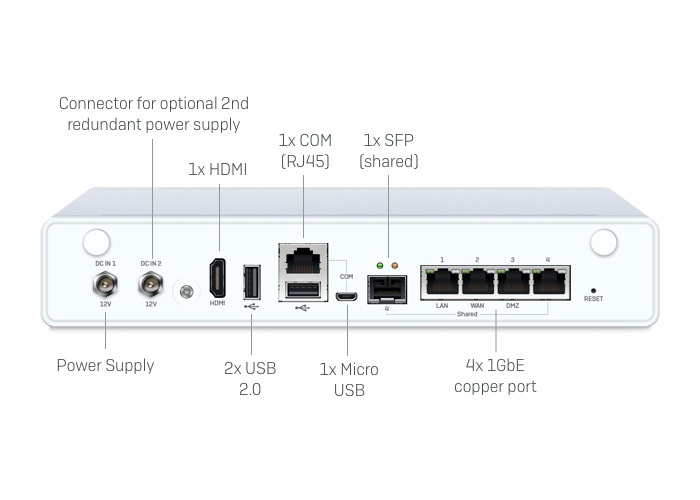 Connector for optional 2nd
redundant power supply
1x HDMI
1x COM
(RJ45)
1x SFP
(shared)
DC IN 1
DC IN 2
12V
12V
HDMI
COM
4
1 2 3 4
LAN WAN DMZ
Shared
RESET
Power Supply
2x USB
2.0
1x Micro
USB
4x 1GbE
copper port